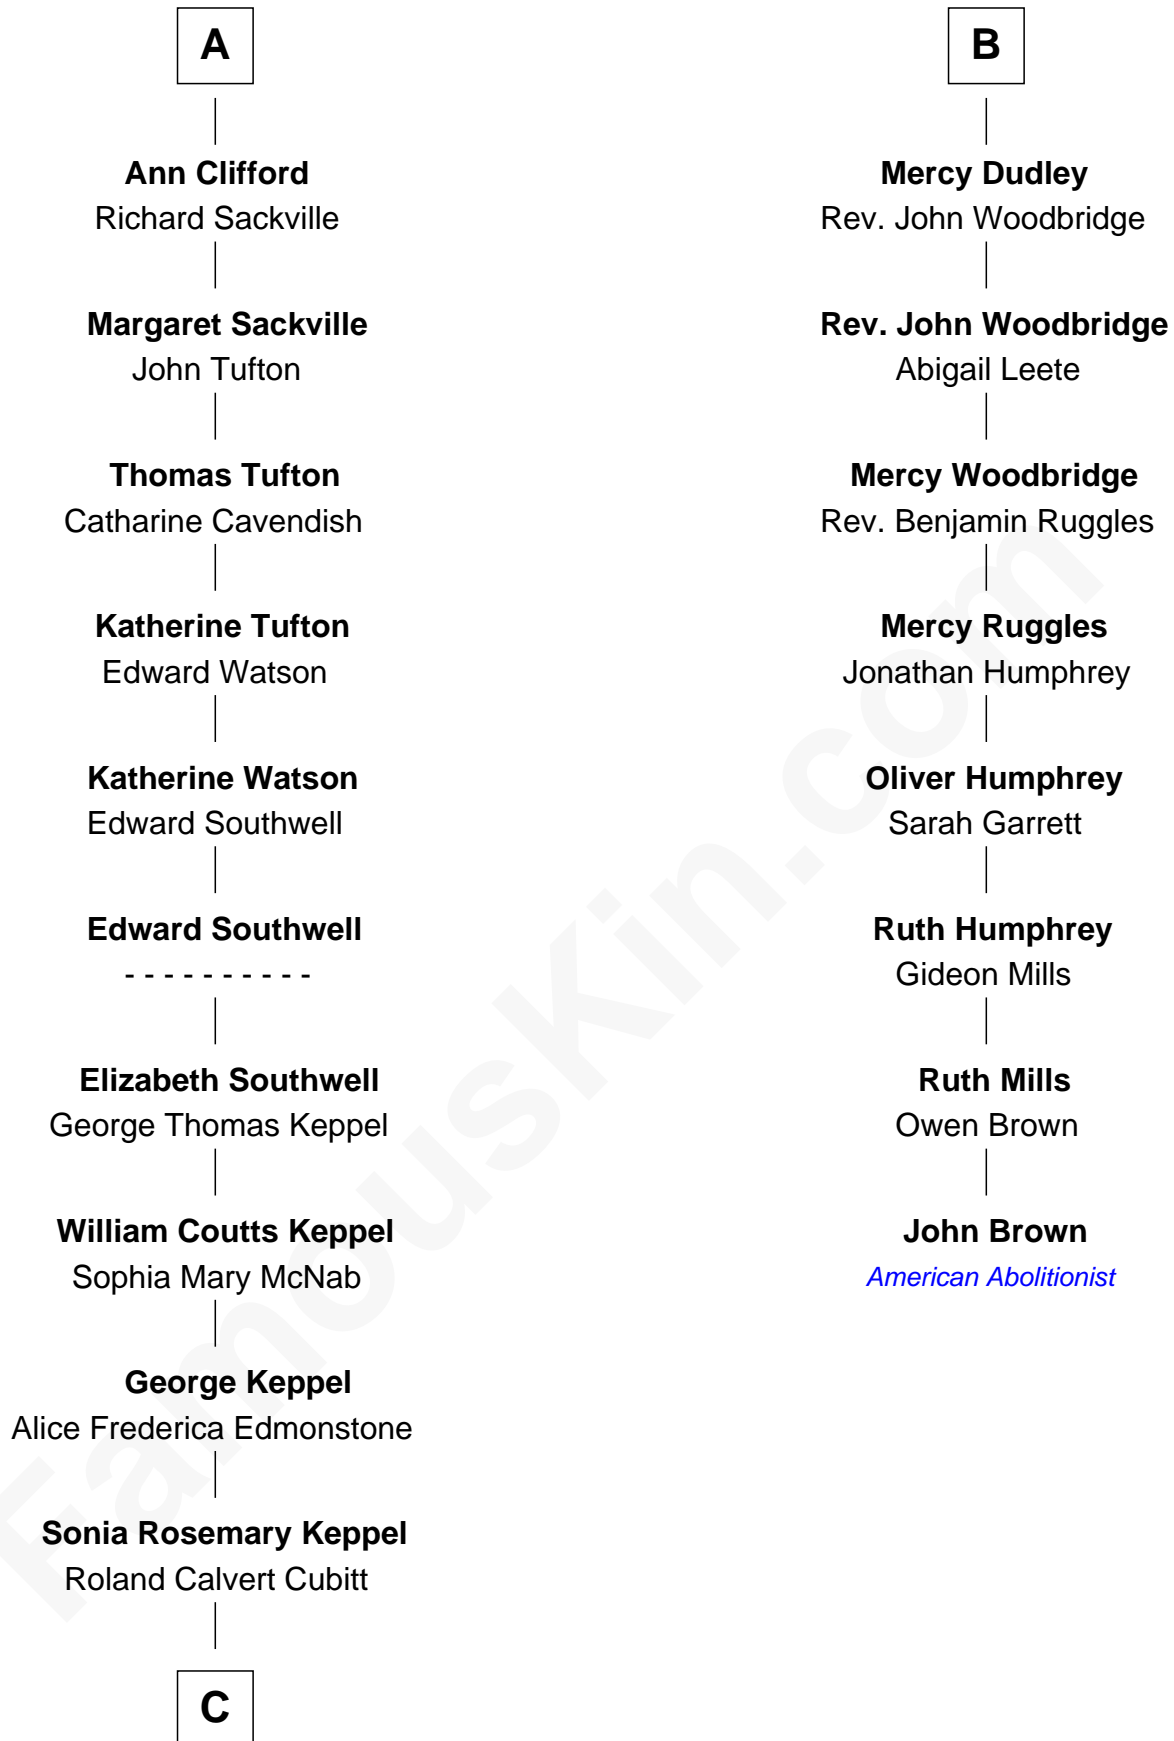 A
Ann Clifford
Richard Sackville
Margaret Sackville
John Tufton
Thomas Tufton
Catharine Cavendish
Katherine Tufton
Edward Watson
Katherine Watson
Edward Southwell
Edward Southwell
- - - - - - - - - -
Elizabeth Southwell
George Thomas Keppel
William Coutts Keppel
Sophia Mary McNab
George Keppel
Alice Frederica Edmonstone
Sonia Rosemary Keppel
Roland Calvert Cubitt
C
B
Mercy Dudley
Rev. John Woodbridge
Rev. John Woodbridge
Abigail Leete
Mercy Woodbridge
Rev. Benjamin Ruggles
Mercy Ruggles
Jonathan Humphrey
Oliver Humphrey
Sarah Garrett
Ruth Humphrey
Gideon Mills
Ruth Mills
Owen Brown
John Brown
American Abolitionist
FamousKin.com